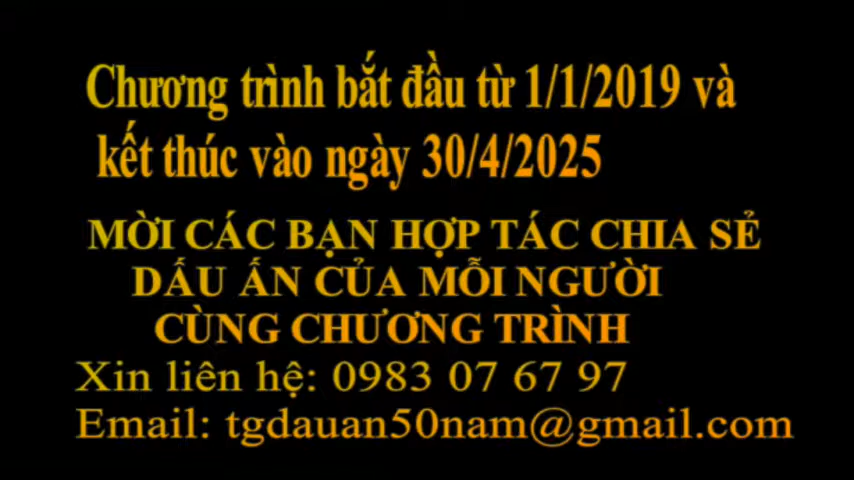 Chương trình bắt đầu từ 1/1/2019 và
kết thúc vào ngày 30/4/2025
MỜI CÁC BẠN HỢP TÁC CHIA SẺ
DẤU ẤN CỦA MỖI NGƯỜI
CÙNG CHƯƠNG TRÌNH
Xin liên hệ: 0983 07 67 97
Email: tgdauan50nam@gmail.com